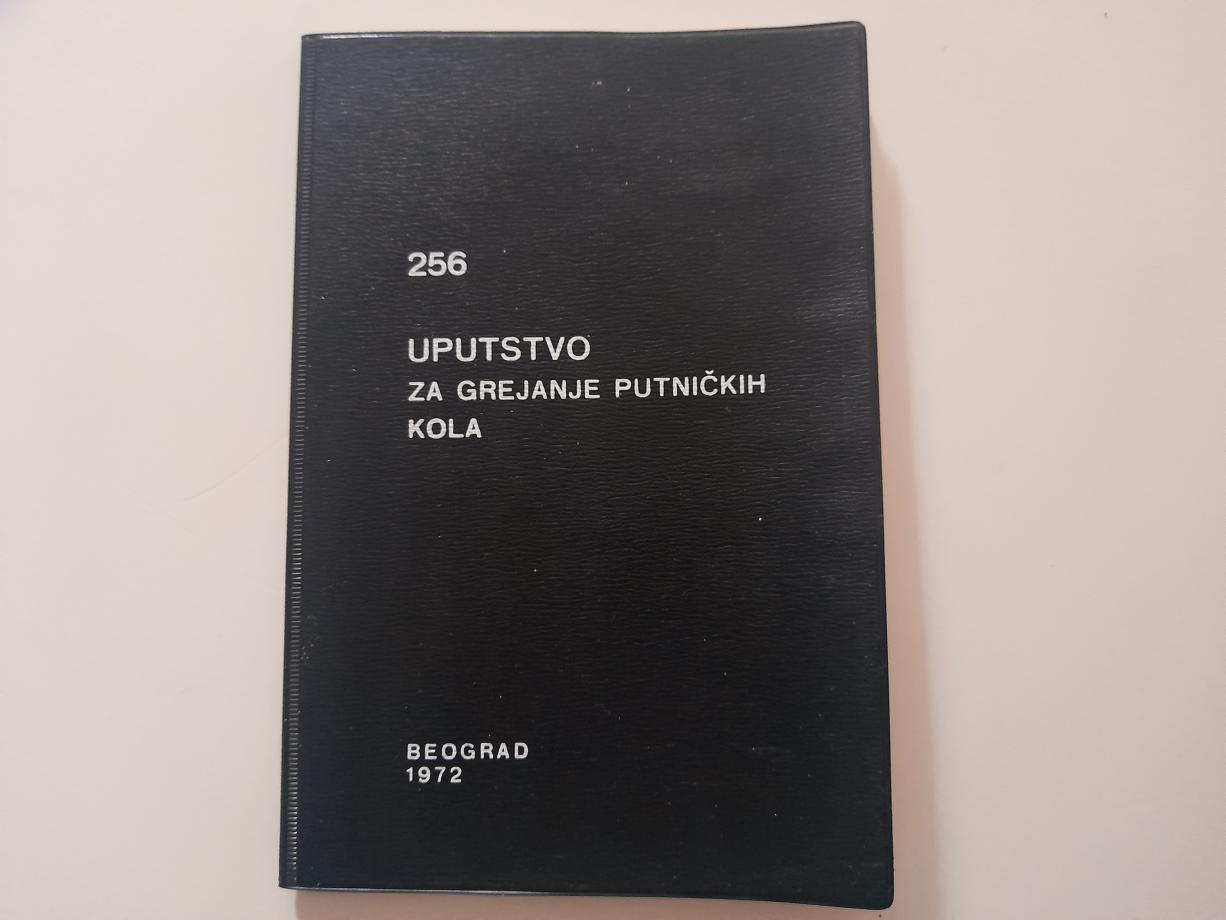 256
UPUTSTVO
ZA GREJANJE PUTNIČKIH
KOLA
BEOGRAD
1972